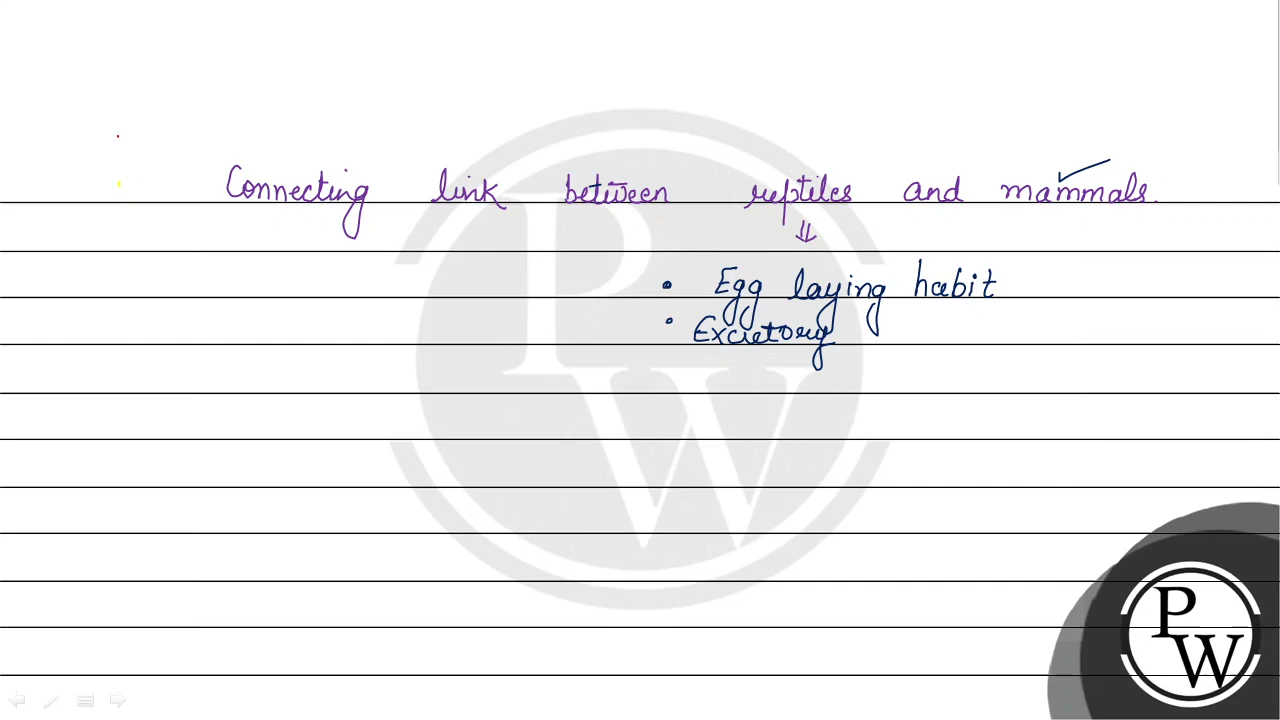 Connecting link between reptiles and mammals.
• Egg laying habit
• Excretory
P
W
P
W